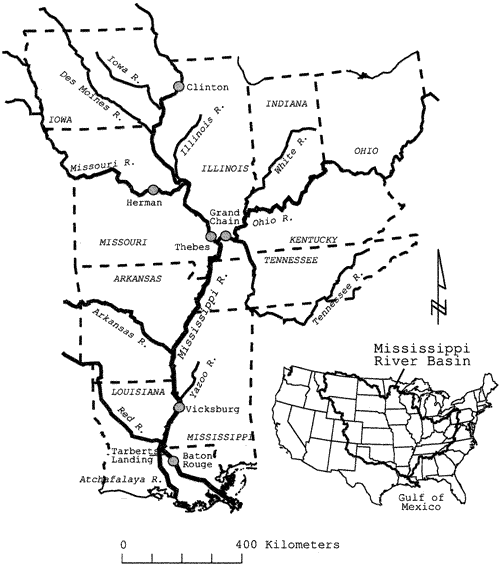 Iowa R.
Des Moines R.
Clinton
IOWA
Illinois R.
INDIANA
White R.
OHIO
Missouri R.
ILLINOIS
Herman
Grand
Chain
Ohio R.
MISSOURI
Thebes
KENTUCKY
TENNESSEE
ARKANSAS
Mississippi R.
Tennessee R.
N
Arkansas R.
Mississippi
River Basin
Yazoo R.
LOUISIANA
Red R.
Vicksburg
MISSISSIPPI
Tarberts
Landing
Baton
Rouge
Atchafalaya R.
Gulf of
Mexico
0 400 Kilometers